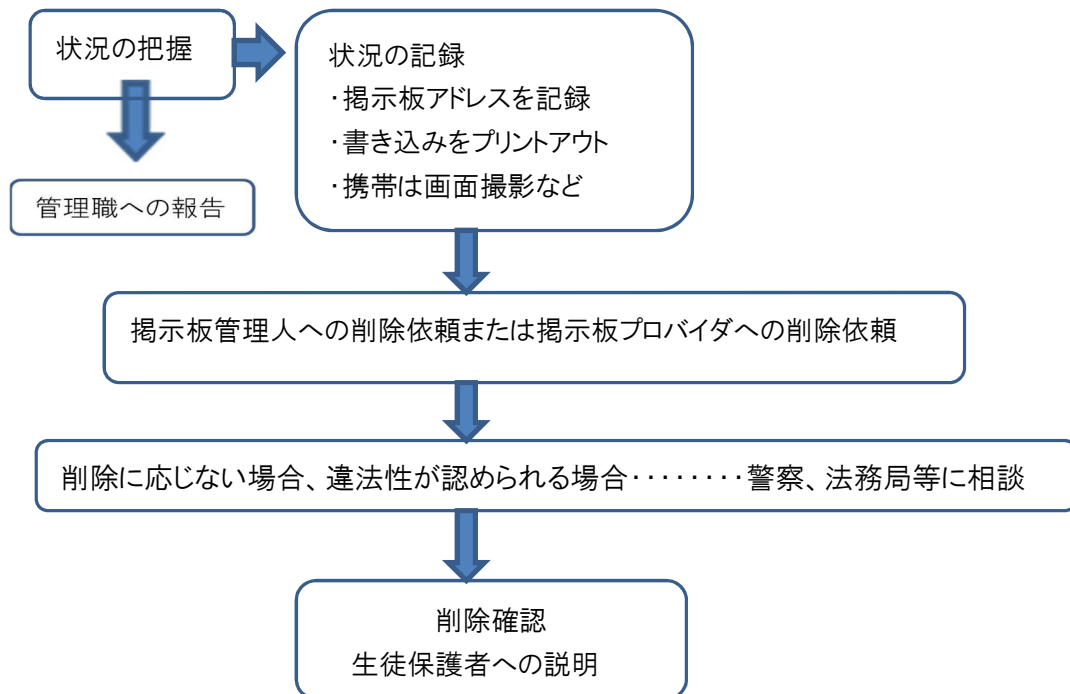 状況の把握
管理職への報告
状況の記録
・掲示板アドレスを記録
・書き込みをプリントアウト
・携帯は画面撮影など
掲示板管理人への削除依頼または掲示板プロバイダへの削除依頼
削除に応じない場合、違法性が認められる場合・・・・・・・・警察、法務局等に相談
削除確認
生徒保護者への説明